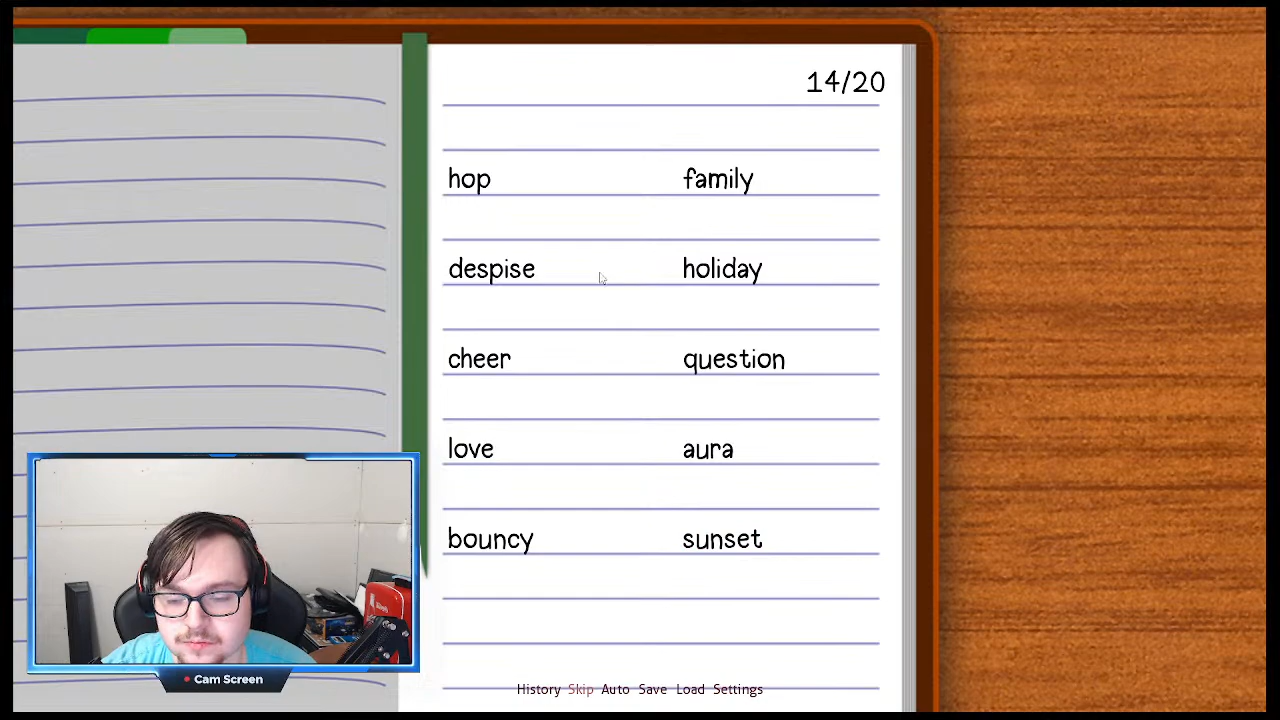 14/20
hop family
despise holiday
cheer question
love aura
bouncy sunset
Cam Screen
History Skip Auto Save Load Settings